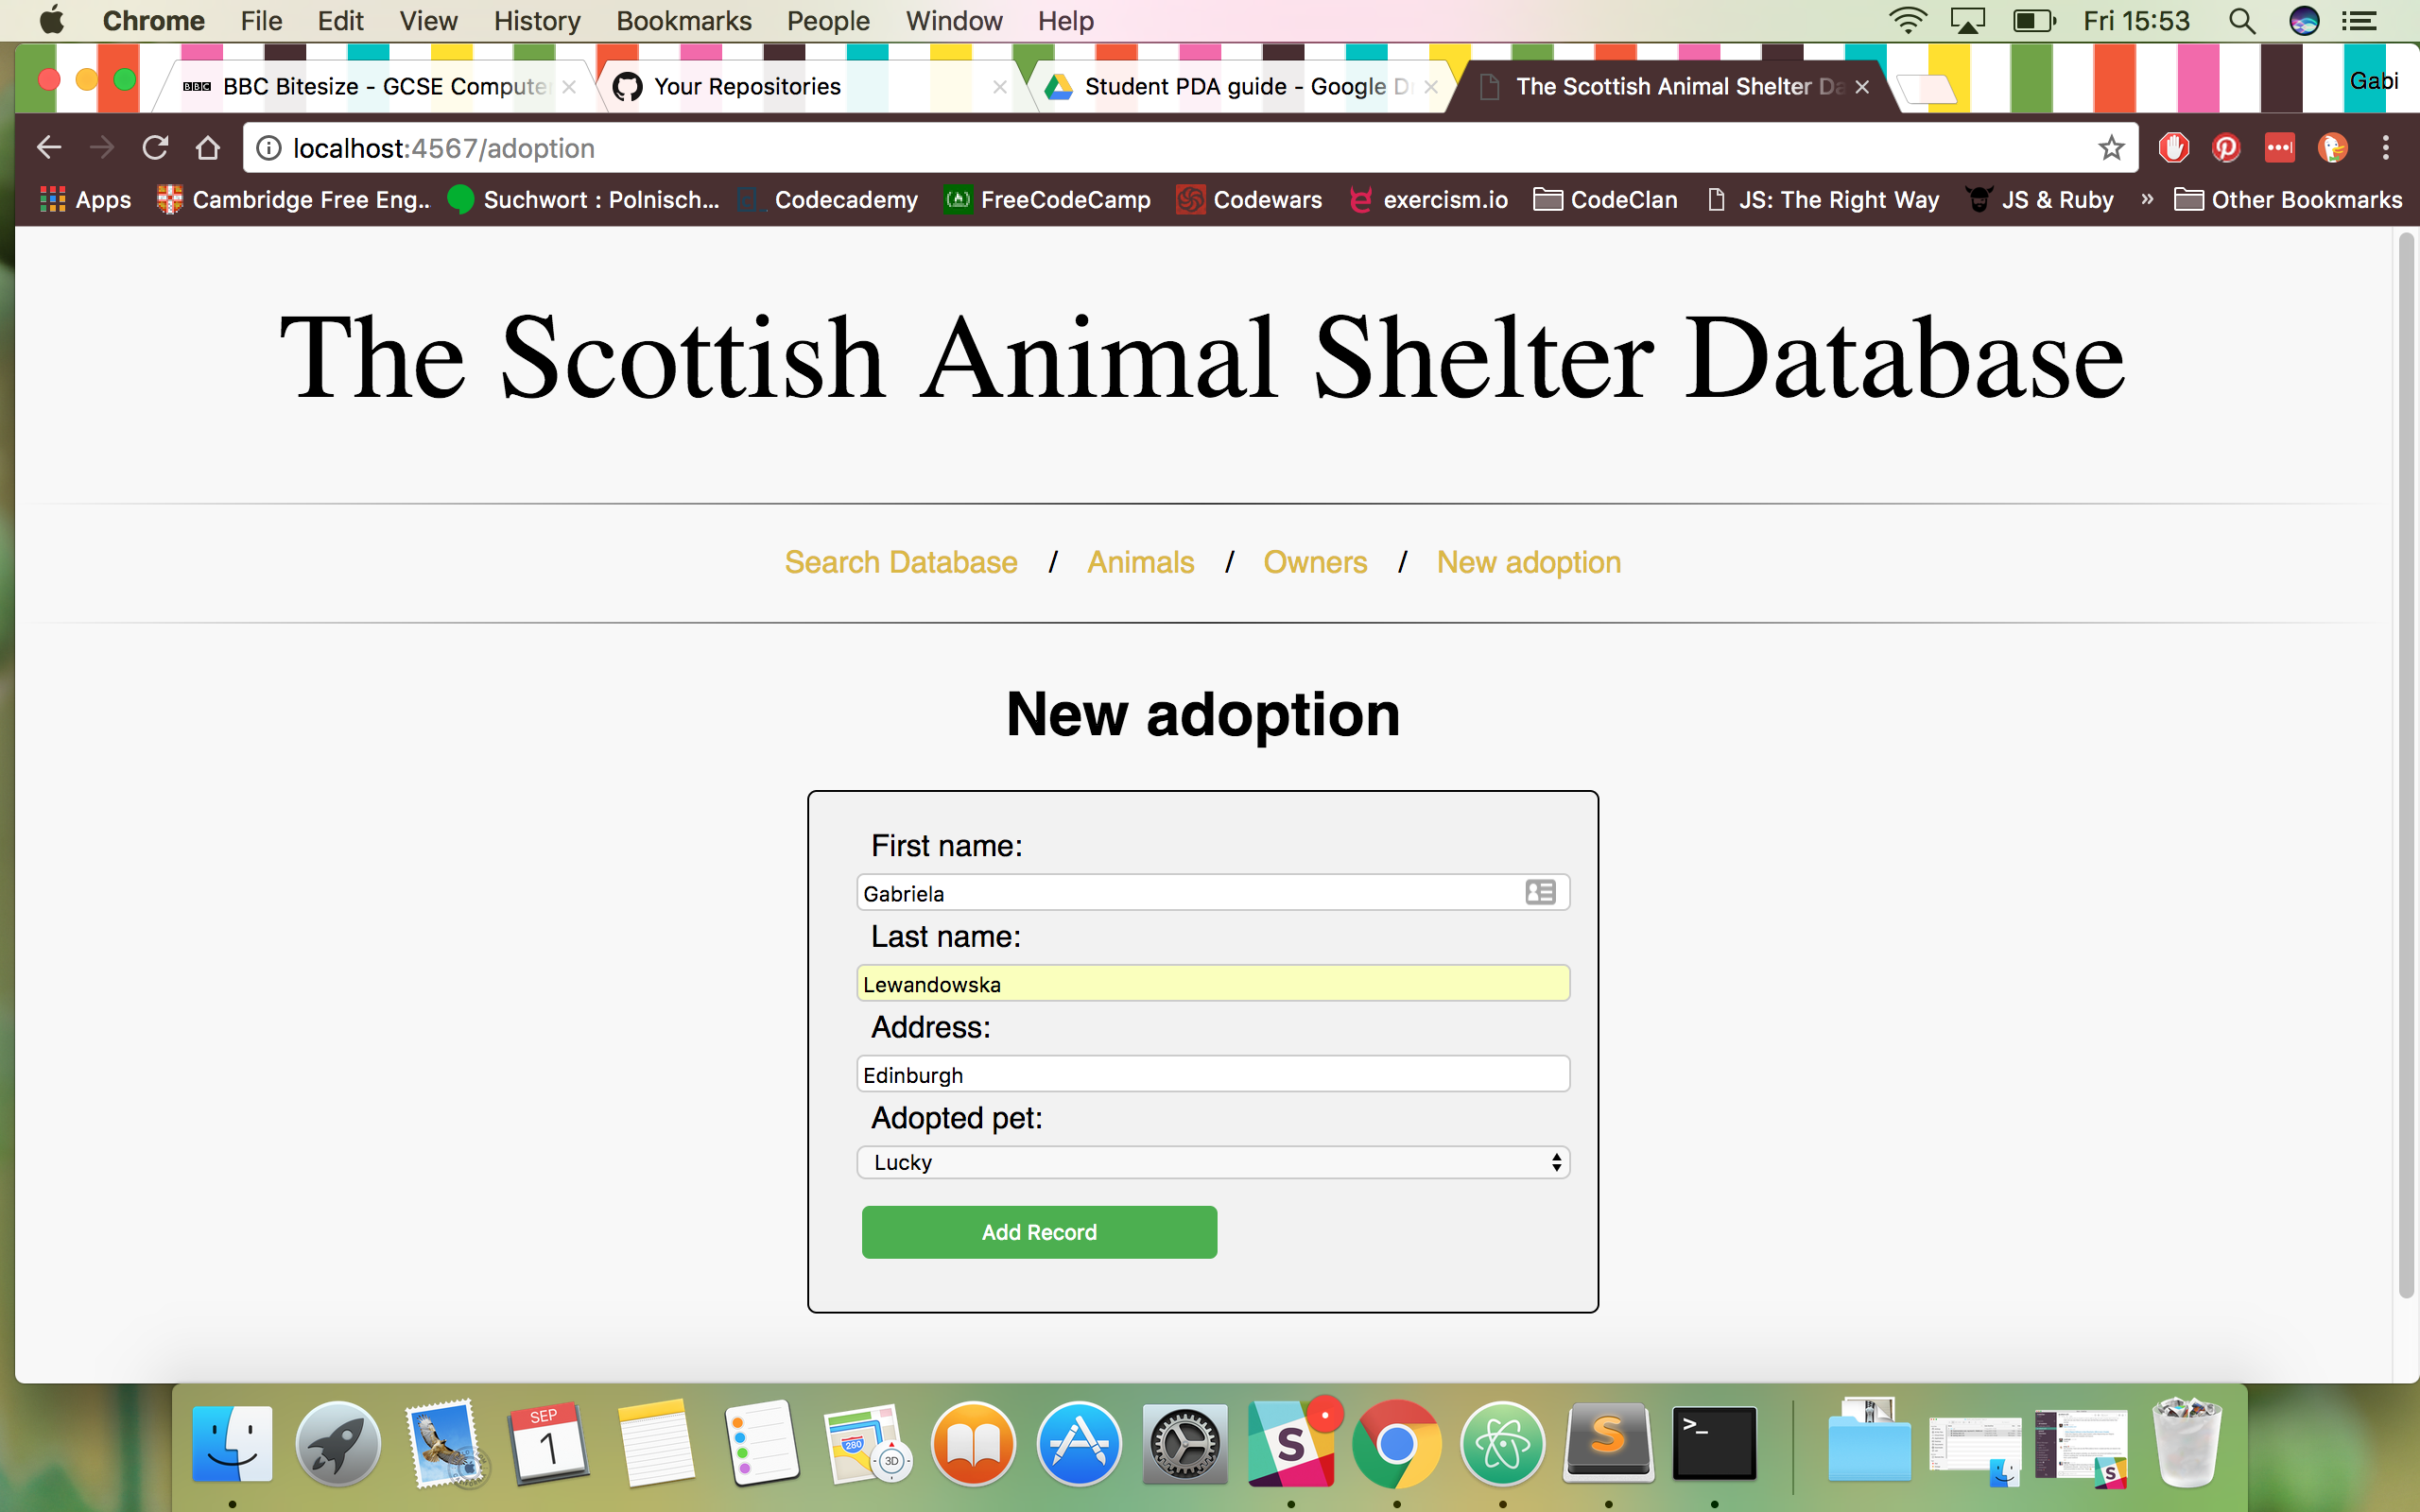 Chrome File Edit View History Bookmarks People Window Help Fri 15:53
BBC BBC Bitesize - GCSE Compute Your Repositories Student PDA guide - Google D The Scottish Animal Shelter Da Gabi
localhost:4567/adoption
Apps Cambridge Free Eng.. Suchwort : Polnisch... Codecademy FreeCodeCamp Codewars exercism.io CodeClan JS: The Right Way JS & Ruby » Other Bookmarks
The Scottish Animal Shelter Database
Search Database / Animals / Owners / New adoption
New adoption
First name:
Gabriela
Last name:
Lewandowska
Address:
Edinburgh
Adopted pet:
Lucky
Add Record
SEP
1
280
3D
S
S
>_
S